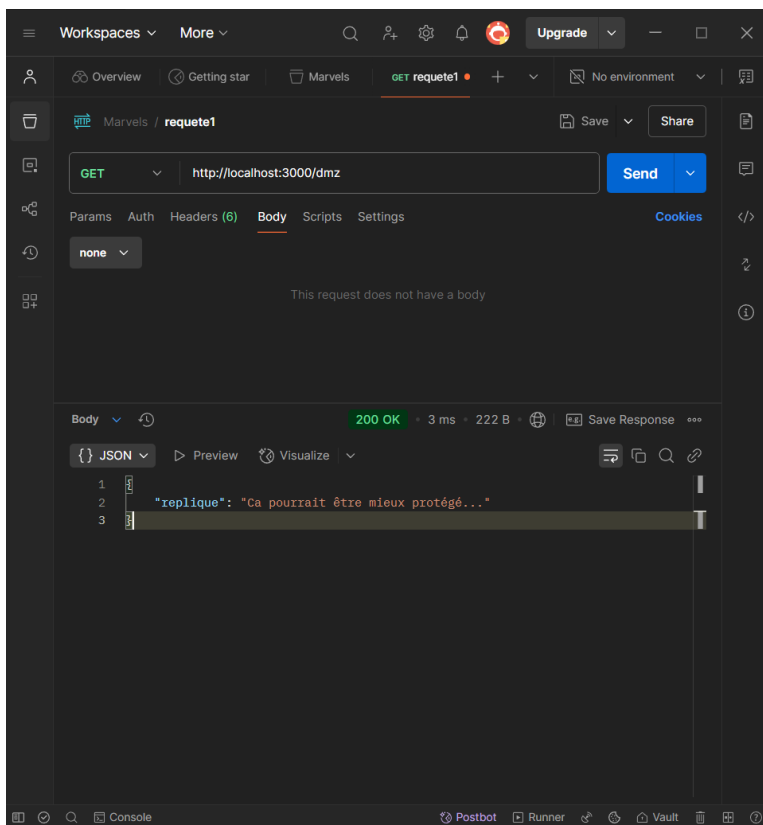 Workspaces More Upgrade
Overview Getting star Marvels GET requete1 No environment
HTTP Marvels / requete1 Save Share
GET http://localhost:3000/dmz Send
Params Auth Headers (6) Body Scripts Settings Cookies
none
This request does not have a body
Body 200 OK 3 ms 222 B e.g. Save Response
{} JSON Preview Visualize
1 {
2 "replique": "Ca pourrait être mieux protégé..."
3 }
Console Postbot Runner Vault